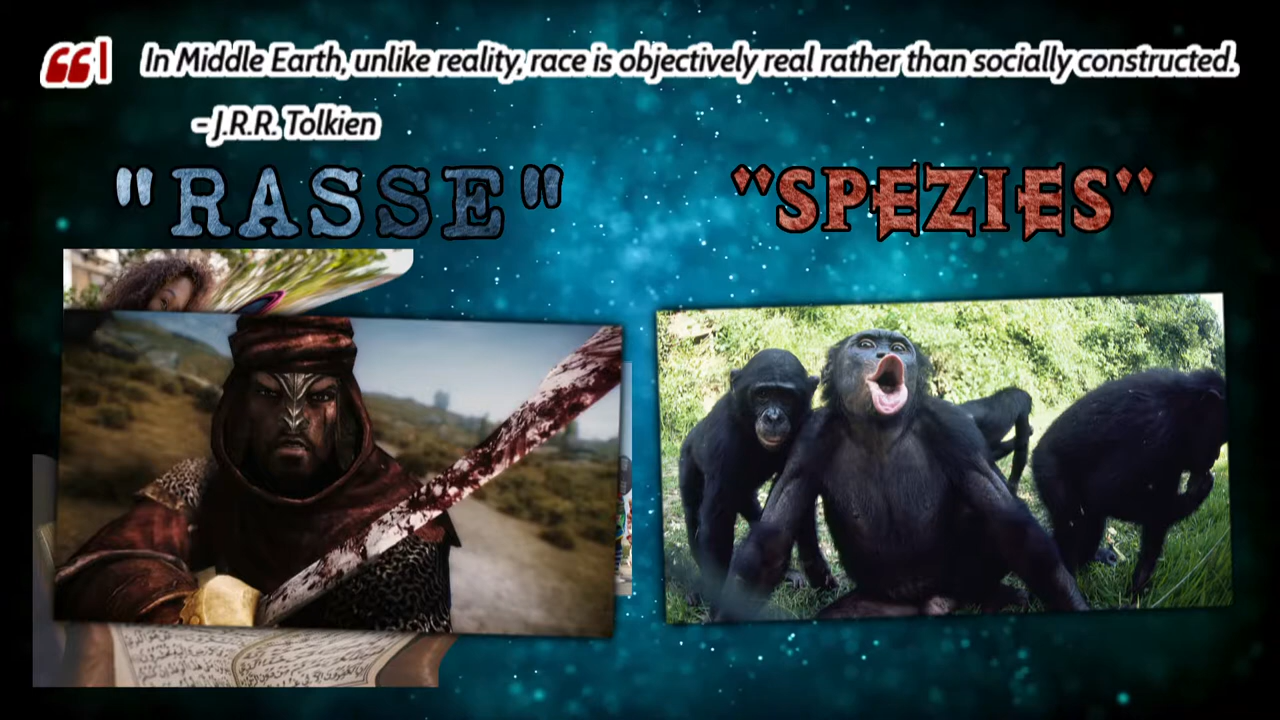 “| In Middle Earth, unlike reality, race is objectively real rather than socially constructed.
- J.R.R. Tolkien
"RASSE" "SPEZIES"